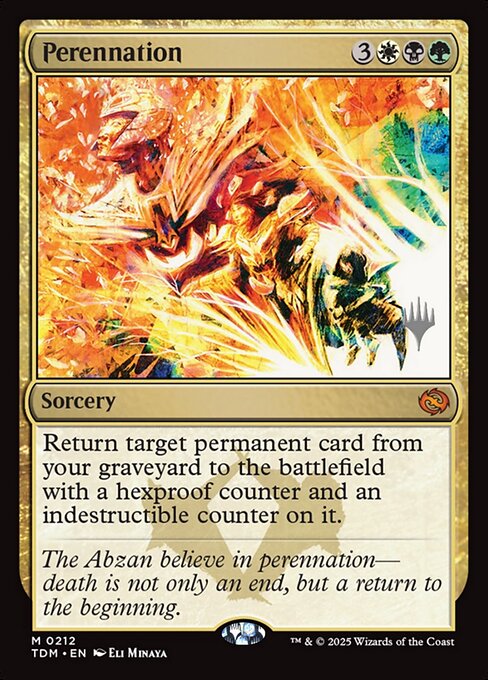 Perennation
3
Sorcery
Return target permanent card from
your graveyard to the battlefield
with a hexproof counter and an
indestructible counter on it.
The Abzan believe in perennation—
death is not only an end, but a return to
the beginning.
M 0212
TDM • EN Eli Minaya
™ & © 2025 Wizards of the Coast